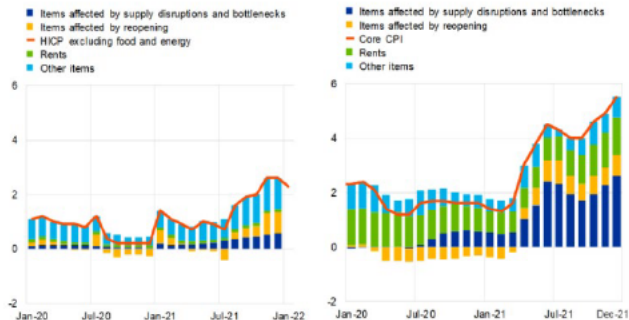 Items affected by supply disruptions and bottlenecks
Items affected by reopening
HICP excluding food and energy
Rents
Other items
6
4
2
0
-2
Jan-20
Jul-20
Jan-21
Jul-21
Jan-22
Items affected by supply disruptions and bottlenecks
Items affected by reopening
Core CPI
Rents
Other items
6
4
2
0
-2
Jan-20
Jul-20
Jan-21
Jul-21
Dec-21